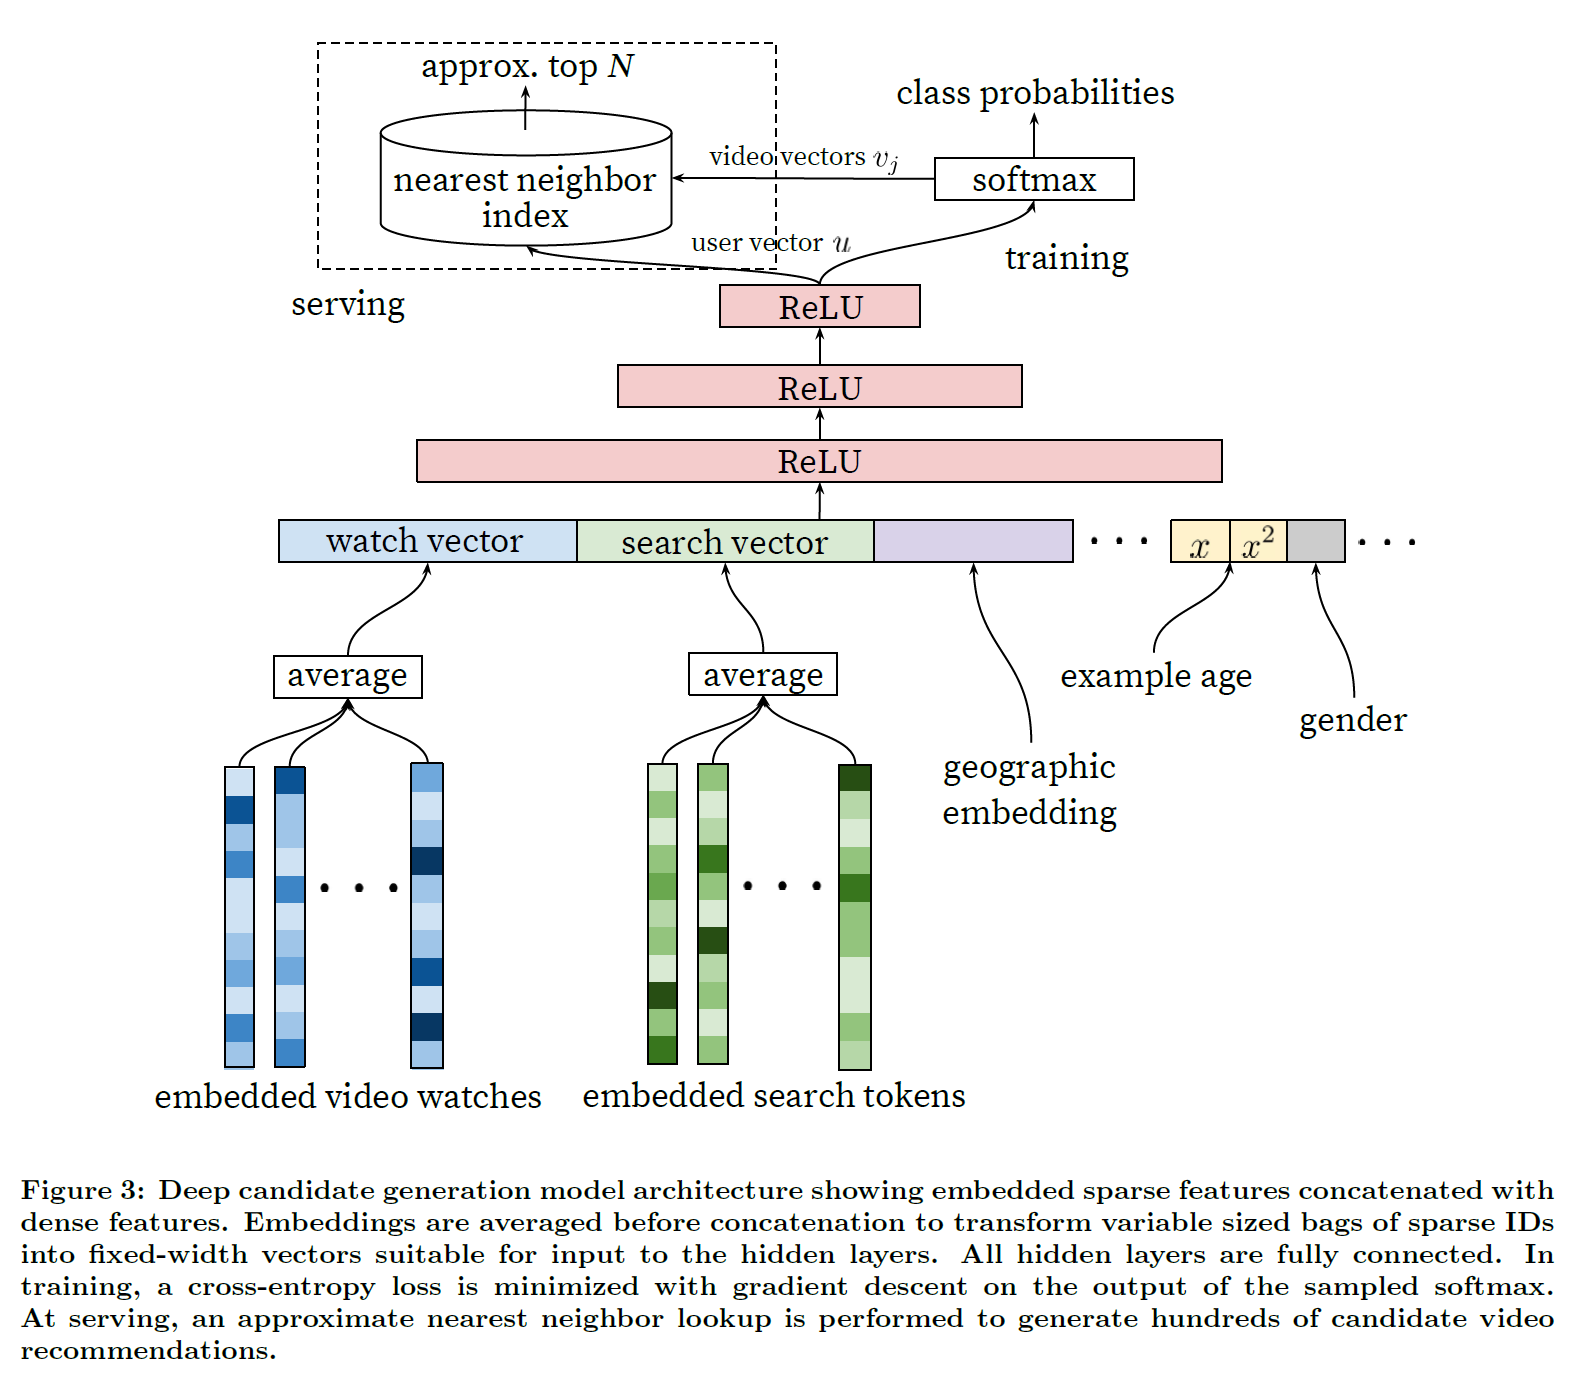 approx. top N
class probabilities
video vectors v_j
nearest neighbor
index
softmax
user vector u
training
serving
ReLU
ReLU
ReLU
watch vector
search vector
· · ·
x
x²
· · ·
average
average
example age
gender
geographic
embedding
· · ·
· · ·
embedded video watches
embedded search tokens
Figure 3: Deep candidate generation model architecture showing embedded sparse features concatenated with
dense features. Embeddings are averaged before concatenation to transform variable sized bags of sparse IDs
into fixed-width vectors suitable for input to the hidden layers. All hidden layers are fully connected. In
training, a cross-entropy loss is minimized with gradient descent on the output of the sampled softmax.
At serving, an approximate nearest neighbor lookup is performed to generate hundreds of candidate video
recommendations.